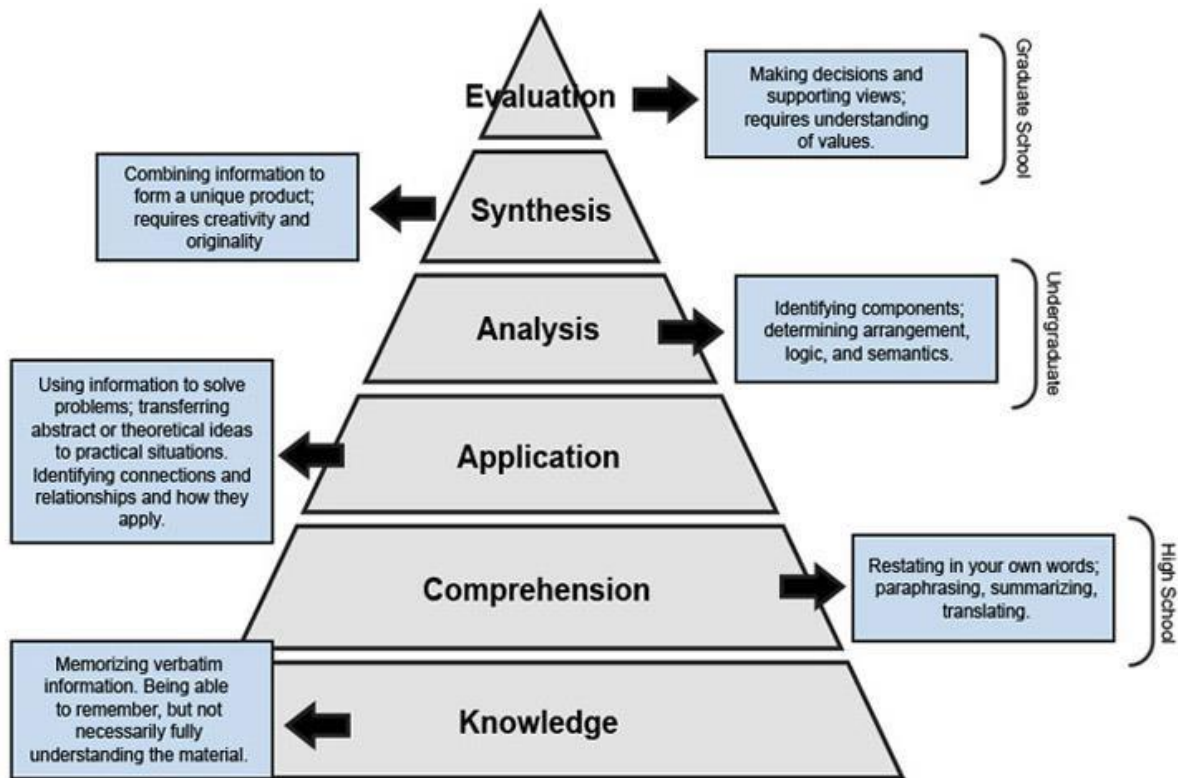 Evaluation
Making decisions and
supporting views;
requires understanding
of values.
Graduate School
Combining information to
form a unique product;
requires creativity and
originality
Synthesis
Analysis
Identifying components;
determining arrangement,
logic, and semantics.
Undergraduate
Using information to solve
problems; transferring
abstract or theoretical ideas
to practical situations.
Identifying connections and
relationships and how they
apply.
Application
Comprehension
Restating in your own words;
paraphrasing, summarizing,
translating.
High School
Memorizing verbatim
information. Being able
to remember, but not
necessarily fully
understanding the material.
Knowledge